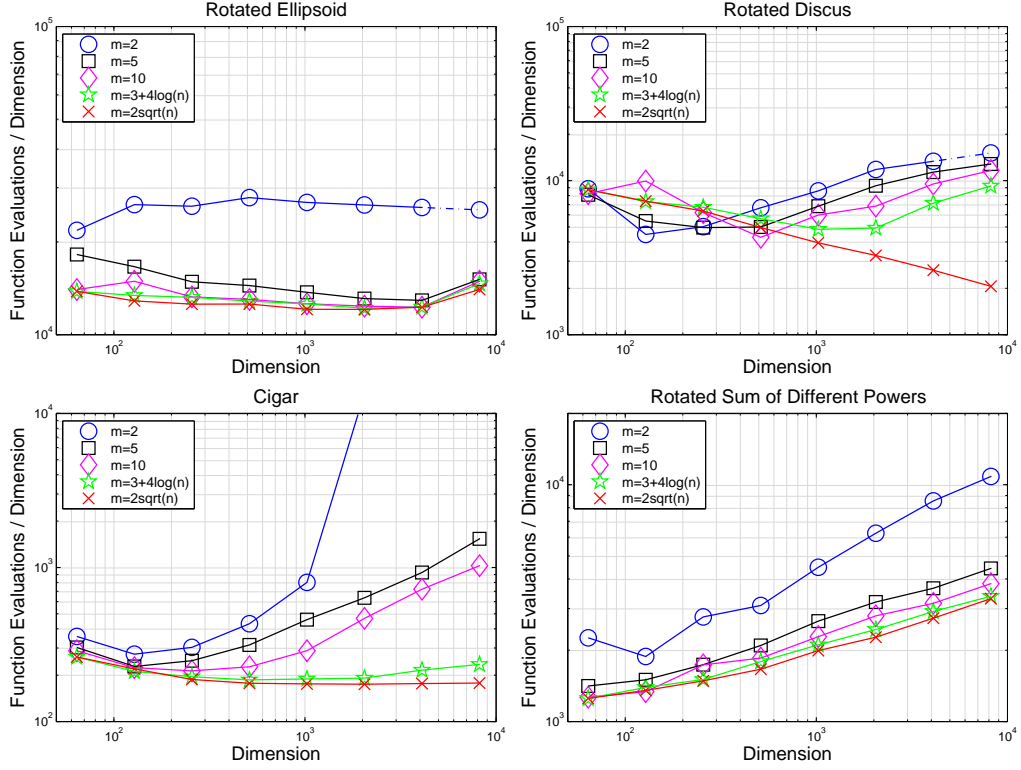 Rotated Ellipsoid
10^5
10^4
Function Evaluations / Dimension
m=2
m=5
m=10
m=3+4log(n)
m=2sqrt(n)
10^2
10^3
10^4
Dimension
Rotated Discus
10^5
10^4
10^3
Function Evaluations / Dimension
m=2
m=5
m=10
m=3+4log(n)
m=2sqrt(n)
10^2
10^3
10^4
Dimension
Cigar
10^4
10^3
10^2
Function Evaluations / Dimension
m=2
m=5
m=10
m=3+4log(n)
m=2sqrt(n)
10^2
10^3
10^4
Dimension
Rotated Sum of Different Powers
10^4
10^3
Function Evaluations / Dimension
m=2
m=5
m=10
m=3+4log(n)
m=2sqrt(n)
10^2
10^3
10^4
Dimension